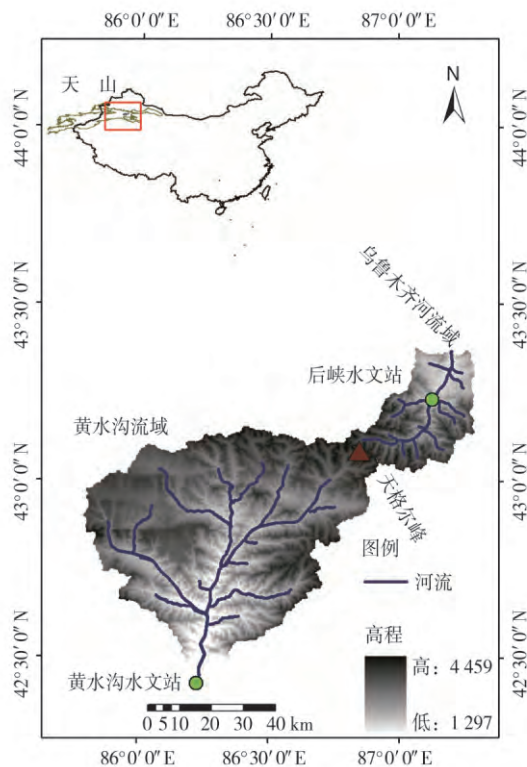 86°0′0″E 86°30′0″E 87°0′0″E
天 山
N
44°0′0″N 44°0′0″N
43°30′0″N 43°30′0″N
乌鲁木齐河流域
后峡水文站
黄水沟流域
43°0′0″N 43°0′0″N
天格尔峰
图例
河流
高程
高：4 459
低：1 297
42°30′0″N 42°30′0″N
黄水沟水文站
0 5 10 20 30 40 km
86°0′0″E 86°30′0″E 87°0′0″E